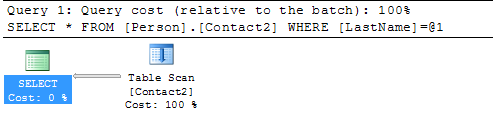 Query 1: Query cost (relative to the batch): 100%
SELECT * FROM [Person].[Contact2] WHERE [LastName]=@1
SELECT
Cost: 0 %
Table Scan
[Contact2]
Cost: 100 %